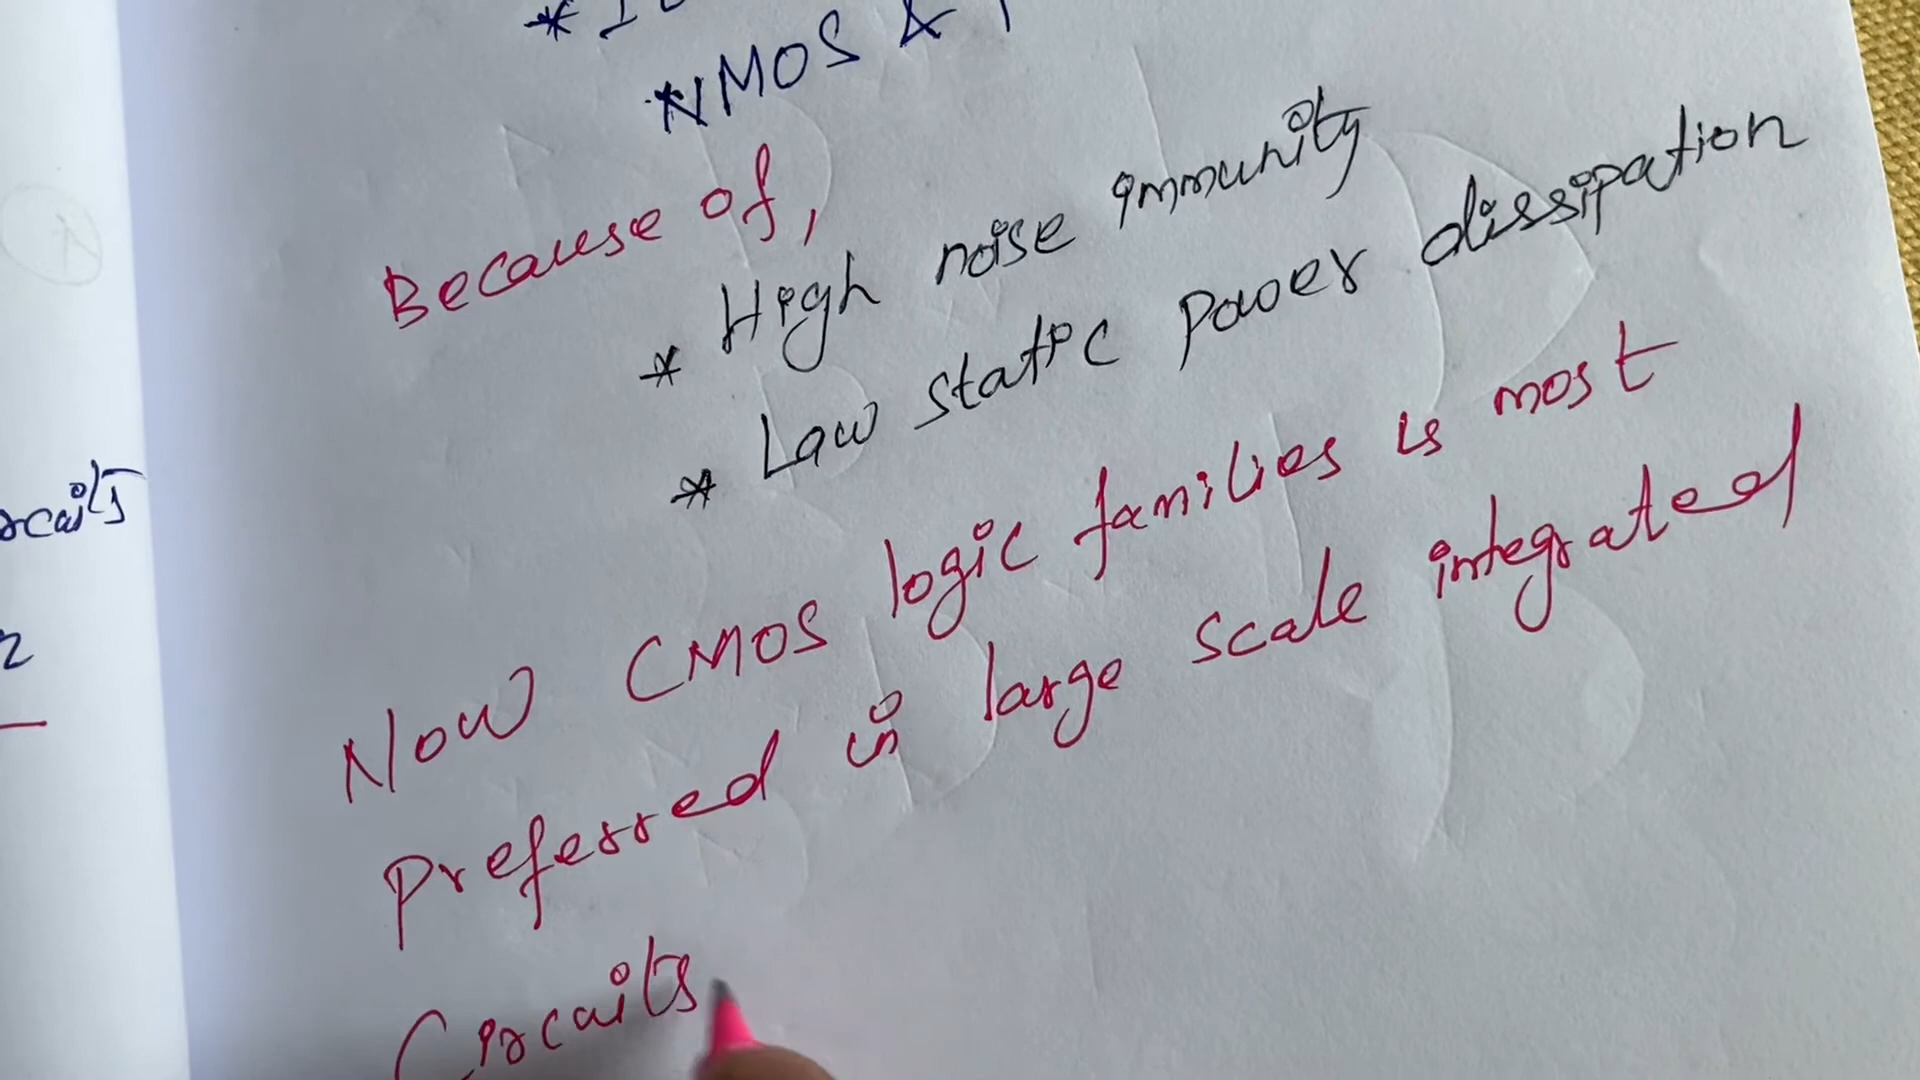 *
NMOS &
Because of,
* High noise immunity
* Low static Power dissipation
Now CMOS logic families is most
Preferred in large scale integrated
Circuits
2